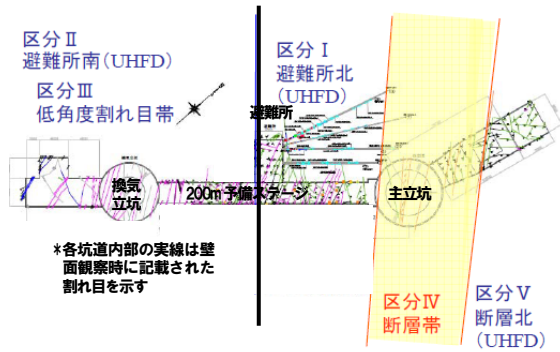 区分Ⅱ
避難所南(UHFD)
区分Ⅲ
低角度割れ目帯
区分Ⅰ
避難所北
(UHFD)
避難所
換気
立坑
200m予備ステージ
主立坑
*各坑道内部の実線は壁
面観察時に記載された
割れ目を示す
区分Ⅳ
断層帯
区分Ⅴ
断層北
(UHFD)